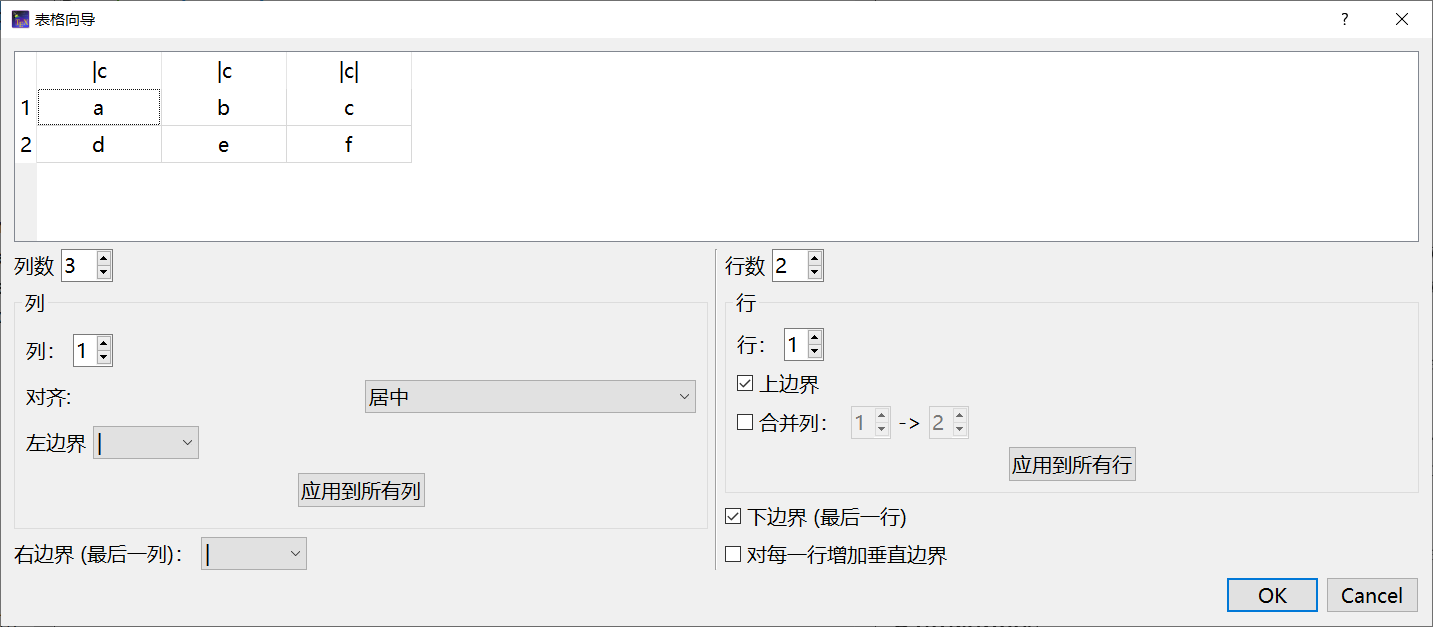 表格向导
|c |c |c|
1 a b c
2 d e f
列数 3
列
列： 1
对齐: 居中
左边界 |
应用到所有列
右边界 (最后一列)： |
行数 2
行
行： 1
上边界
合并列： 1 -> 2
应用到所有行
下边界 (最后一行)
对每一行增加垂直边界
OK Cancel